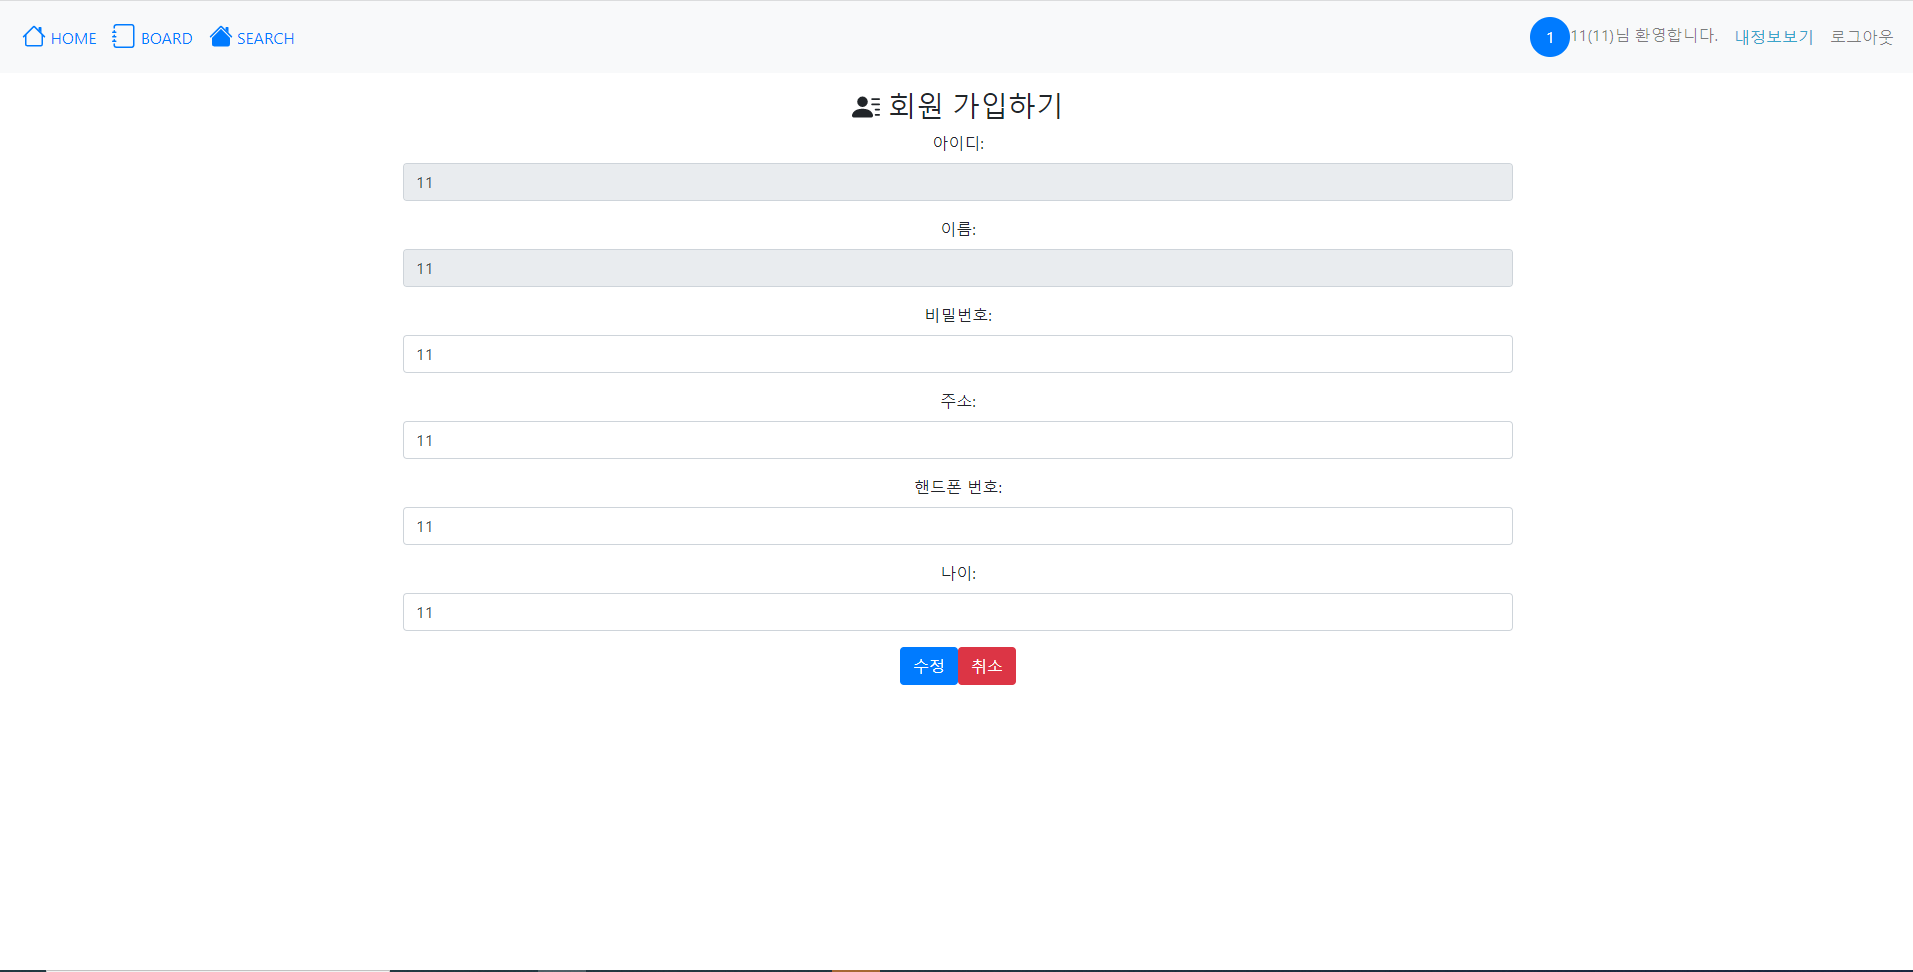 HOME BOARD SEARCH
1 11(11)님 환영합니다. 내정보보기 로그아웃
회원 가입하기
아이디:
11
이름:
11
비밀번호:
11
주소:
11
핸드폰 번호:
11
나이:
11
수정 취소